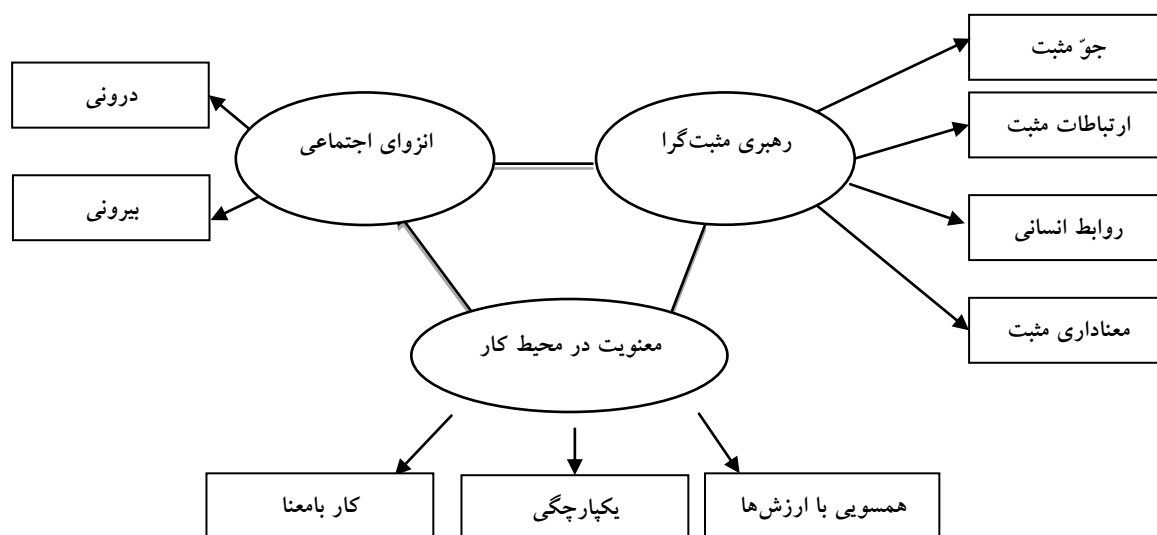 جوّ مثبت
ارتباطات مثبت
روابط انسانی
معناداری مثبت
رهبری مثبت‌گرا
انزوای اجتماعی
درونی
بیرونی
معنویت در محیط کار
همسویی با ارزش‌ها
یکپارچگی
کار بامعنا